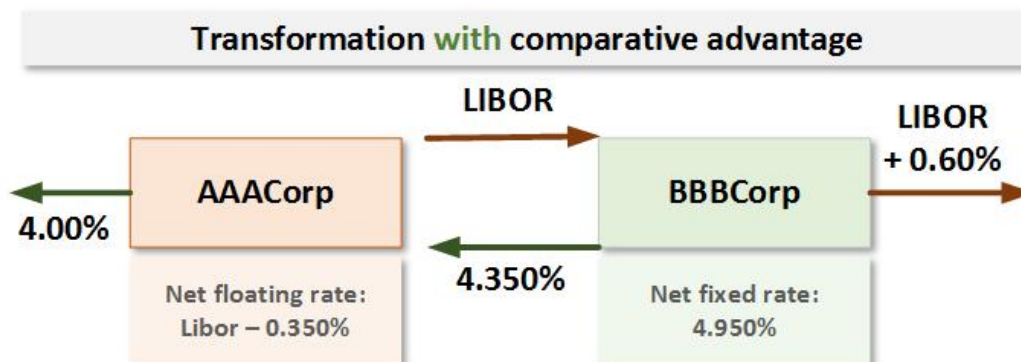 Transformation with comparative advantage
LIBOR
LIBOR
+ 0.60%
AAACorp
BBBCorp
4.00%
4.350%
Net floating rate:
Libor – 0.350%
Net fixed rate:
4.950%